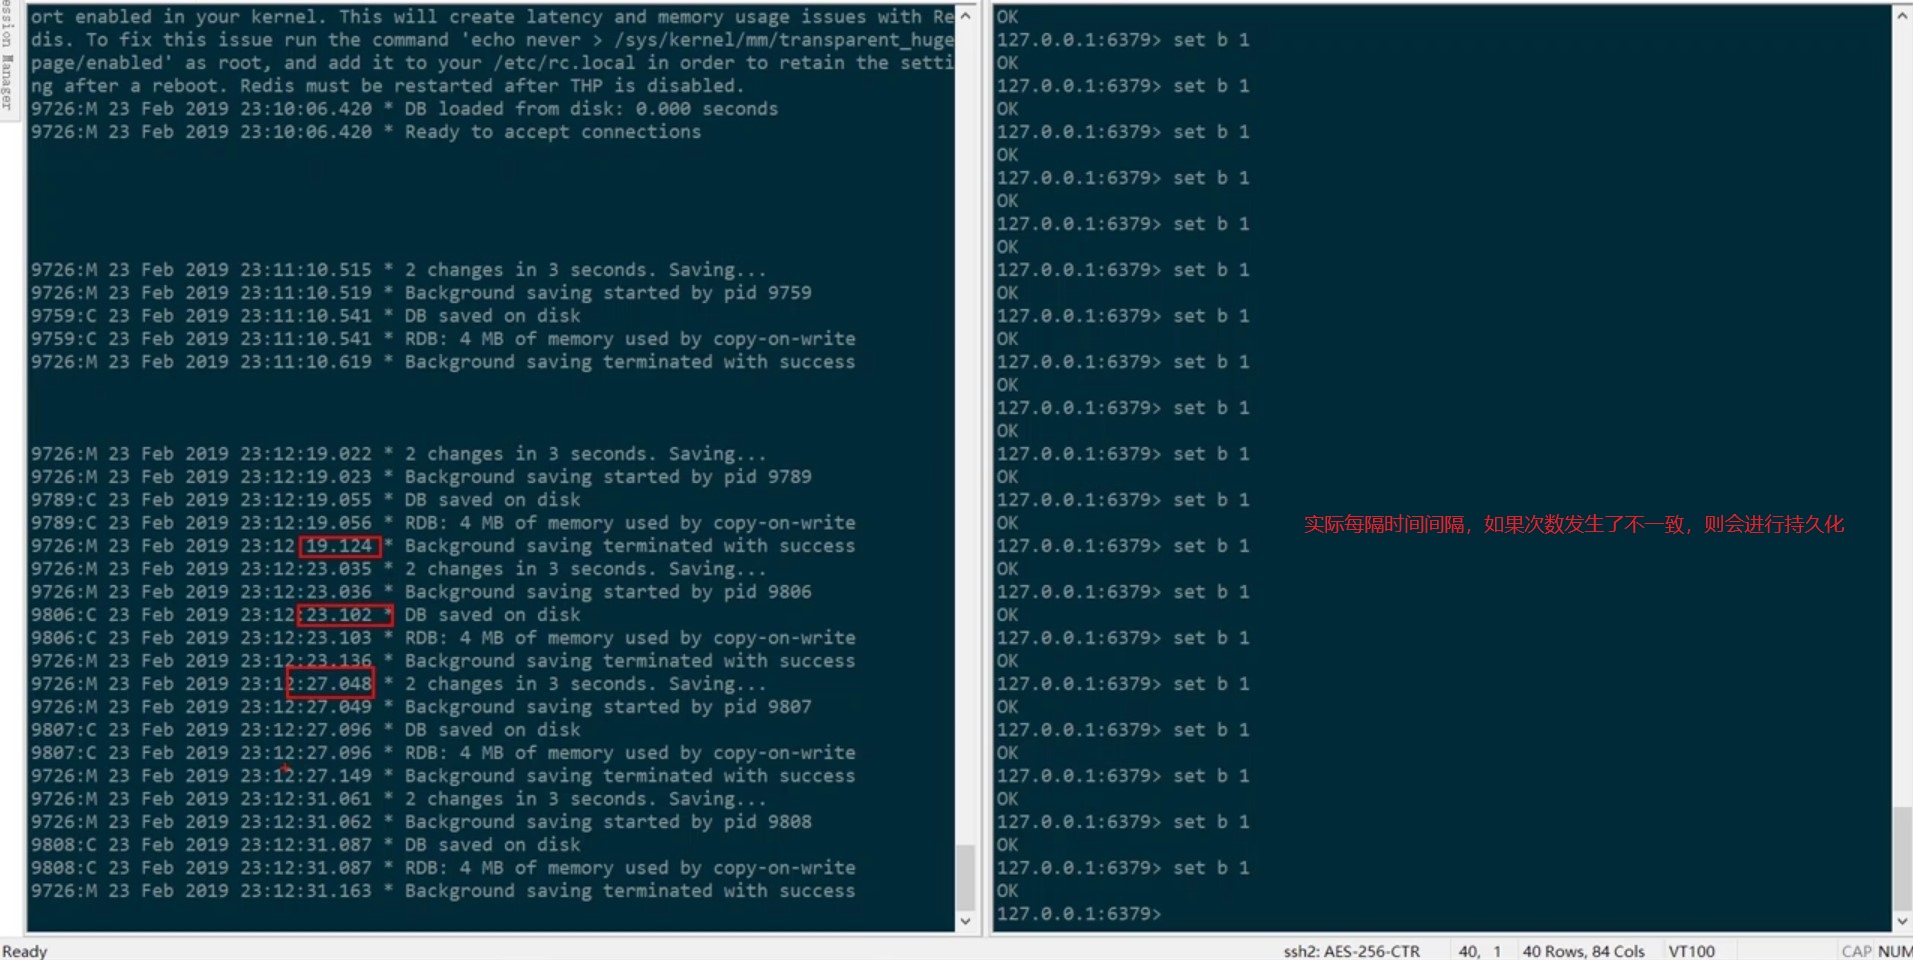 ession Manager
ort enabled in your kernel. This will create latency and memory usage issues with Re
dis. To fix this issue run the command 'echo never > /sys/kernel/mm/transparent_huge
page/enabled' as root, and add it to your /etc/rc.local in order to retain the setti
ng after a reboot. Redis must be restarted after THP is disabled.
9726:M 23 Feb 2019 23:10:06.420 * DB loaded from disk: 0.000 seconds
9726:M 23 Feb 2019 23:10:06.420 * Ready to accept connections
9726:M 23 Feb 2019 23:11:10.515 * 2 changes in 3 seconds. Saving...
9726:M 23 Feb 2019 23:11:10.519 * Background saving started by pid 9759
9759:C 23 Feb 2019 23:11:10.541 * DB saved on disk
9759:C 23 Feb 2019 23:11:10.541 * RDB: 4 MB of memory used by copy-on-write
9726:M 23 Feb 2019 23:11:10.619 * Background saving terminated with success
9726:M 23 Feb 2019 23:12:19.022 * 2 changes in 3 seconds. Saving...
9726:M 23 Feb 2019 23:12:19.023 * Background saving started by pid 9789
9789:C 23 Feb 2019 23:12:19.055 * DB saved on disk
9789:C 23 Feb 2019 23:12:19.056 * RDB: 4 MB of memory used by copy-on-write
9726:M 23 Feb 2019 23:12:19.124 * Background saving terminated with success
9726:M 23 Feb 2019 23:12:23.035 * 2 changes in 3 seconds. Saving...
9726:M 23 Feb 2019 23:12:23.036 * Background saving started by pid 9806
9806:C 23 Feb 2019 23:12:23.102 * DB saved on disk
9806:C 23 Feb 2019 23:12:23.103 * RDB: 4 MB of memory used by copy-on-write
9726:M 23 Feb 2019 23:12:23.136 * Background saving terminated with success
9726:M 23 Feb 2019 23:12:27.048 * 2 changes in 3 seconds. Saving...
9726:M 23 Feb 2019 23:12:27.049 * Background saving started by pid 9807
9807:C 23 Feb 2019 23:12:27.096 * DB saved on disk
9807:C 23 Feb 2019 23:12:27.096 * RDB: 4 MB of memory used by copy-on-write
9726:M 23 Feb 2019 23:12:27.149 * Background saving terminated with success
9726:M 23 Feb 2019 23:12:31.061 * 2 changes in 3 seconds. Saving...
9726:M 23 Feb 2019 23:12:31.062 * Background saving started by pid 9808
9808:C 23 Feb 2019 23:12:31.087 * DB saved on disk
9808:C 23 Feb 2019 23:12:31.087 * RDB: 4 MB of memory used by copy-on-write
9726:M 23 Feb 2019 23:12:31.163 * Background saving terminated with success
OK
127.0.0.1:6379> set b 1
OK
127.0.0.1:6379> set b 1
OK
127.0.0.1:6379> set b 1
OK
127.0.0.1:6379> set b 1
OK
127.0.0.1:6379> set b 1
OK
127.0.0.1:6379> set b 1
OK
127.0.0.1:6379> set b 1
OK
127.0.0.1:6379> set b 1
OK
127.0.0.1:6379> set b 1
OK
127.0.0.1:6379> set b 1
OK
127.0.0.1:6379> set b 1
OK
127.0.0.1:6379> set b 1
OK
127.0.0.1:6379> set b 1
OK
127.0.0.1:6379> set b 1
OK
127.0.0.1:6379> set b 1
OK
127.0.0.1:6379> set b 1
OK
127.0.0.1:6379> set b 1
OK
127.0.0.1:6379> set b 1
OK
127.0.0.1:6379> set b 1
OK
127.0.0.1:6379>
实际每隔时间间隔，如果次数发生了不一致，则会进行持久化
Ready
ssh2: AES-256-CTR 40, 1 40 Rows, 84 Cols VT100 CAP NUM